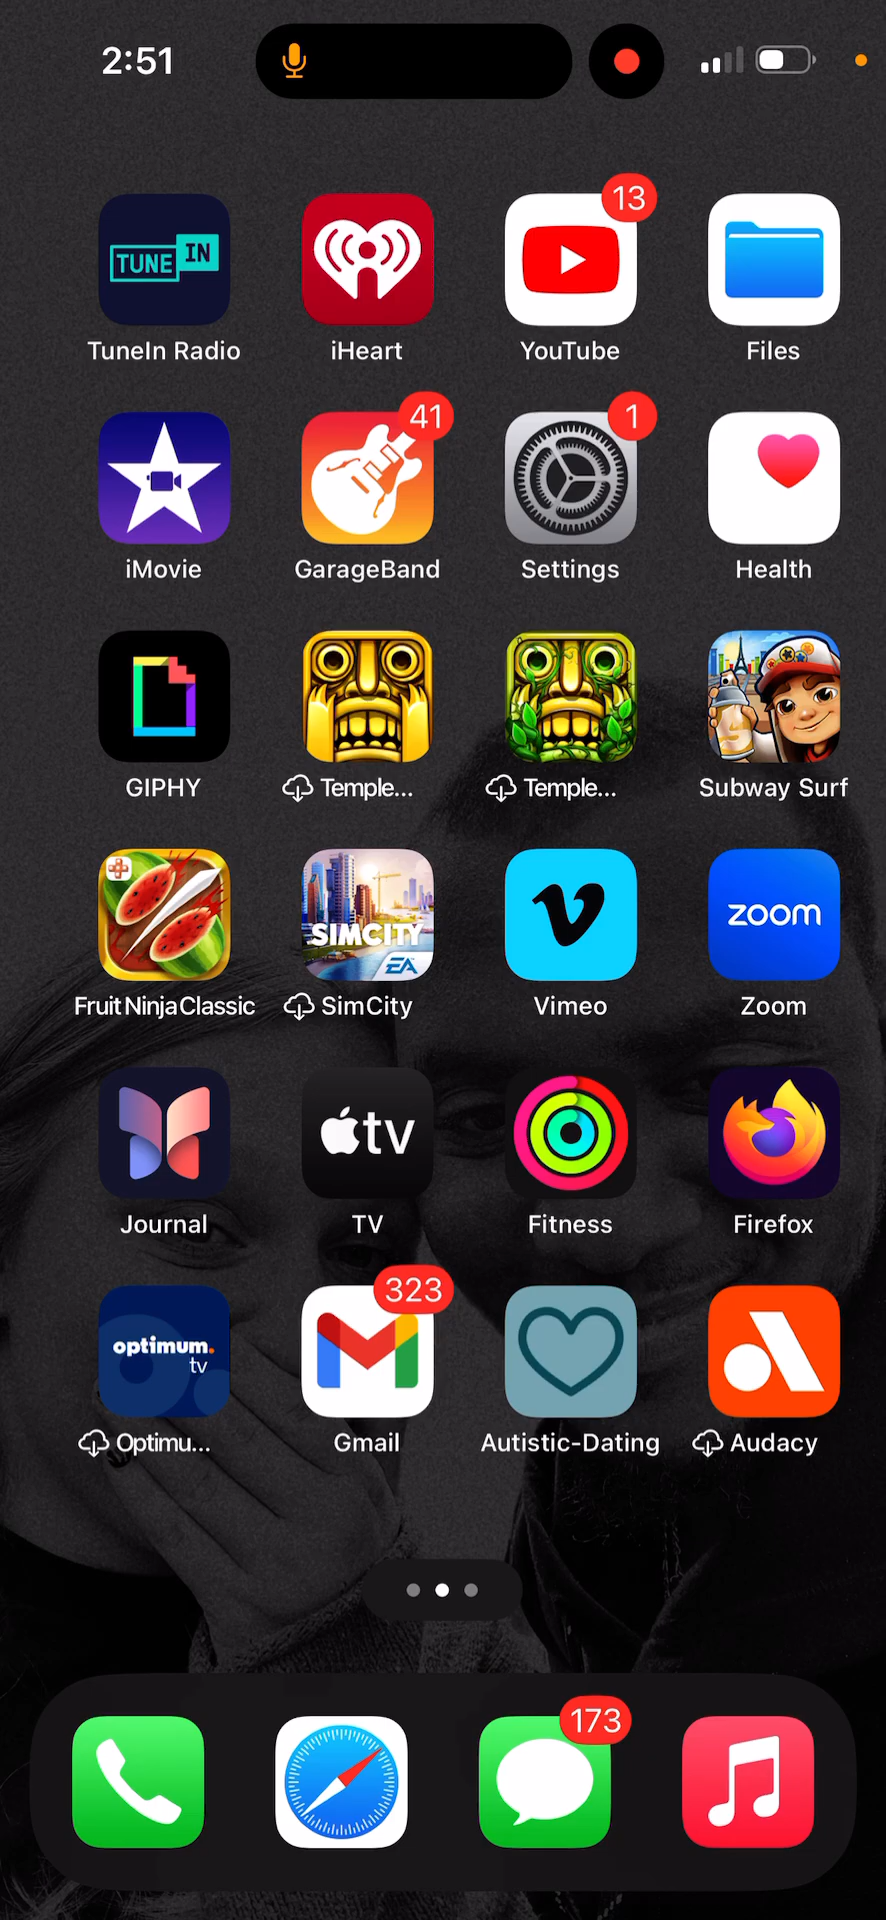 2:51
13
TUNE IN
TuneIn Radio
iHeart
YouTube
Files
41
1
iMovie
GarageBand
Settings
Health
GIPHY
Temple...
Temple...
Subway Surf
SIMCITY
EA
zoom
Fruit Ninja Classic
SimCity
Vimeo
Zoom
tv
Journal
TV
Fitness
Firefox
323
optimum.
tv
Optimu...
Gmail
Autistic-Dating
Audacy
173